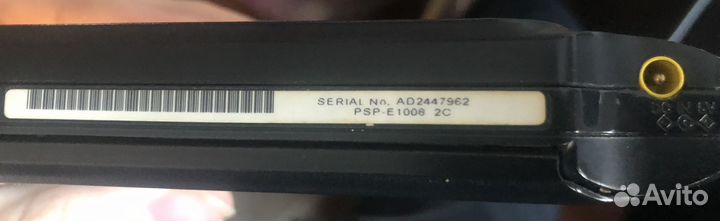 SERIAL No. AD2447962
PSP-E1008 2C
Avito